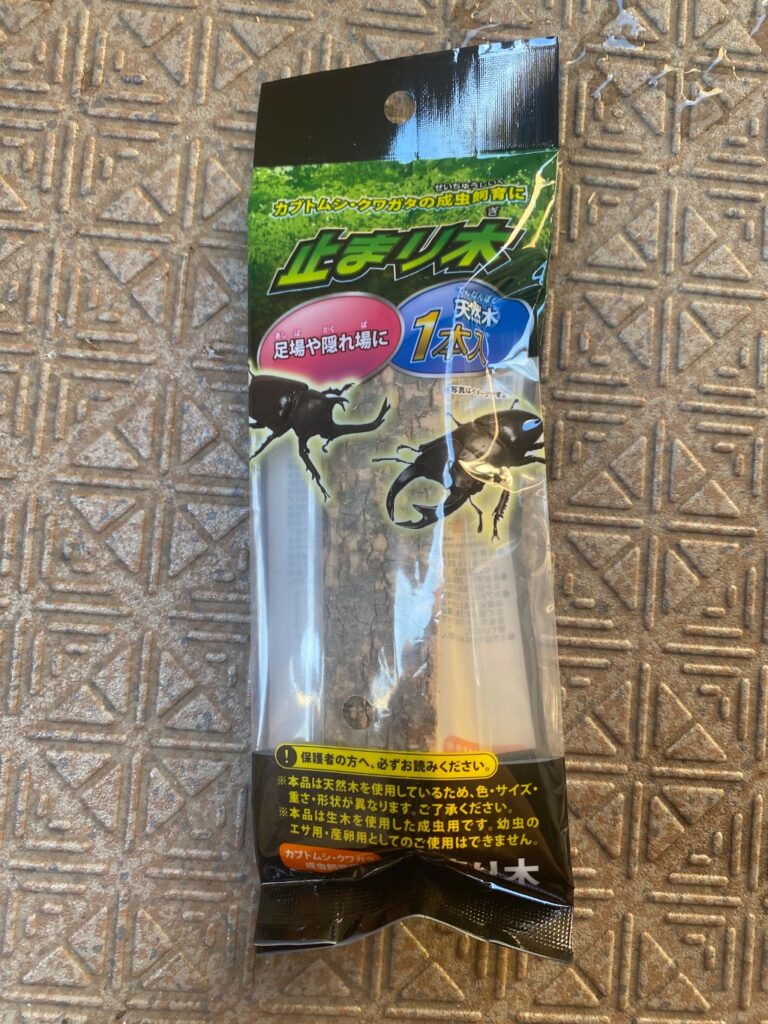 せいちゅうしいく
カブトムシ・クワガタの成虫飼育に
ぎ
止まり木
あしば かく ば
足場や隠れ場に
てんねんぼく
天然木
1本入
写真はイメージです。
! 保護者の方へ、必ずお読みください。
※本品は天然木を使用しているため、色・サイズ・
重さ・形状が異なります。ご了承ください。
※本品は生木を使用した成虫用です。幼虫の
エサ用・産卵用としてのご使用はできません。
カブトムシ・クワガタ
成虫
り木